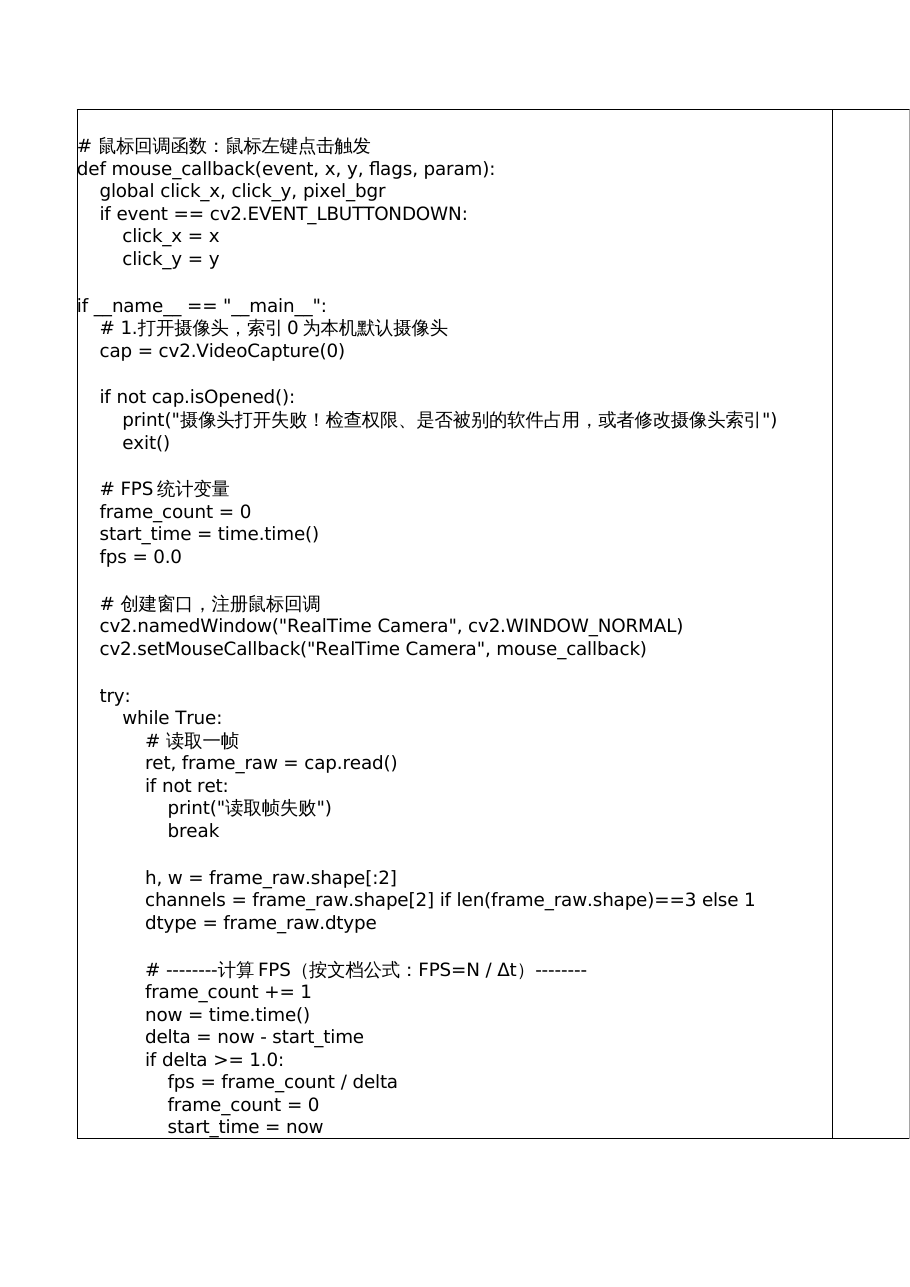 # 鼠标回调函数：鼠标左键点击触发
def mouse_callback(event, x, y, flags, param):
    global click_x, click_y, pixel_bgr
    if event == cv2.EVENT_LBUTTONDOWN:
        click_x = x
        click_y = y
if __name__ == "__main__":
    # 1.打开摄像头，索引 0 为本机默认摄像头
    cap = cv2.VideoCapture(0)
    if not cap.isOpened():
        print("摄像头打开失败！检查权限、是否被别的软件占用，或者修改摄像头索引")
        exit()
    # FPS 统计变量
    frame_count = 0
    start_time = time.time()
    fps = 0.0
    # 创建窗口，注册鼠标回调
    cv2.namedWindow("RealTime Camera", cv2.WINDOW_NORMAL)
    cv2.setMouseCallback("RealTime Camera", mouse_callback)
    try:
        while True:
            # 读取一帧
            ret, frame_raw = cap.read()
            if not ret:
                print("读取帧失败")
                break
            h, w = frame_raw.shape[:2]
            channels = frame_raw.shape[2] if len(frame_raw.shape)==3 else 1
            dtype = frame_raw.dtype
            # --------计算 FPS（按文档公式：FPS=N / Δt）--------
            frame_count += 1
            now = time.time()
            delta = now - start_time
            if delta >= 1.0:
                fps = frame_count / delta
                frame_count = 0
                start_time = now